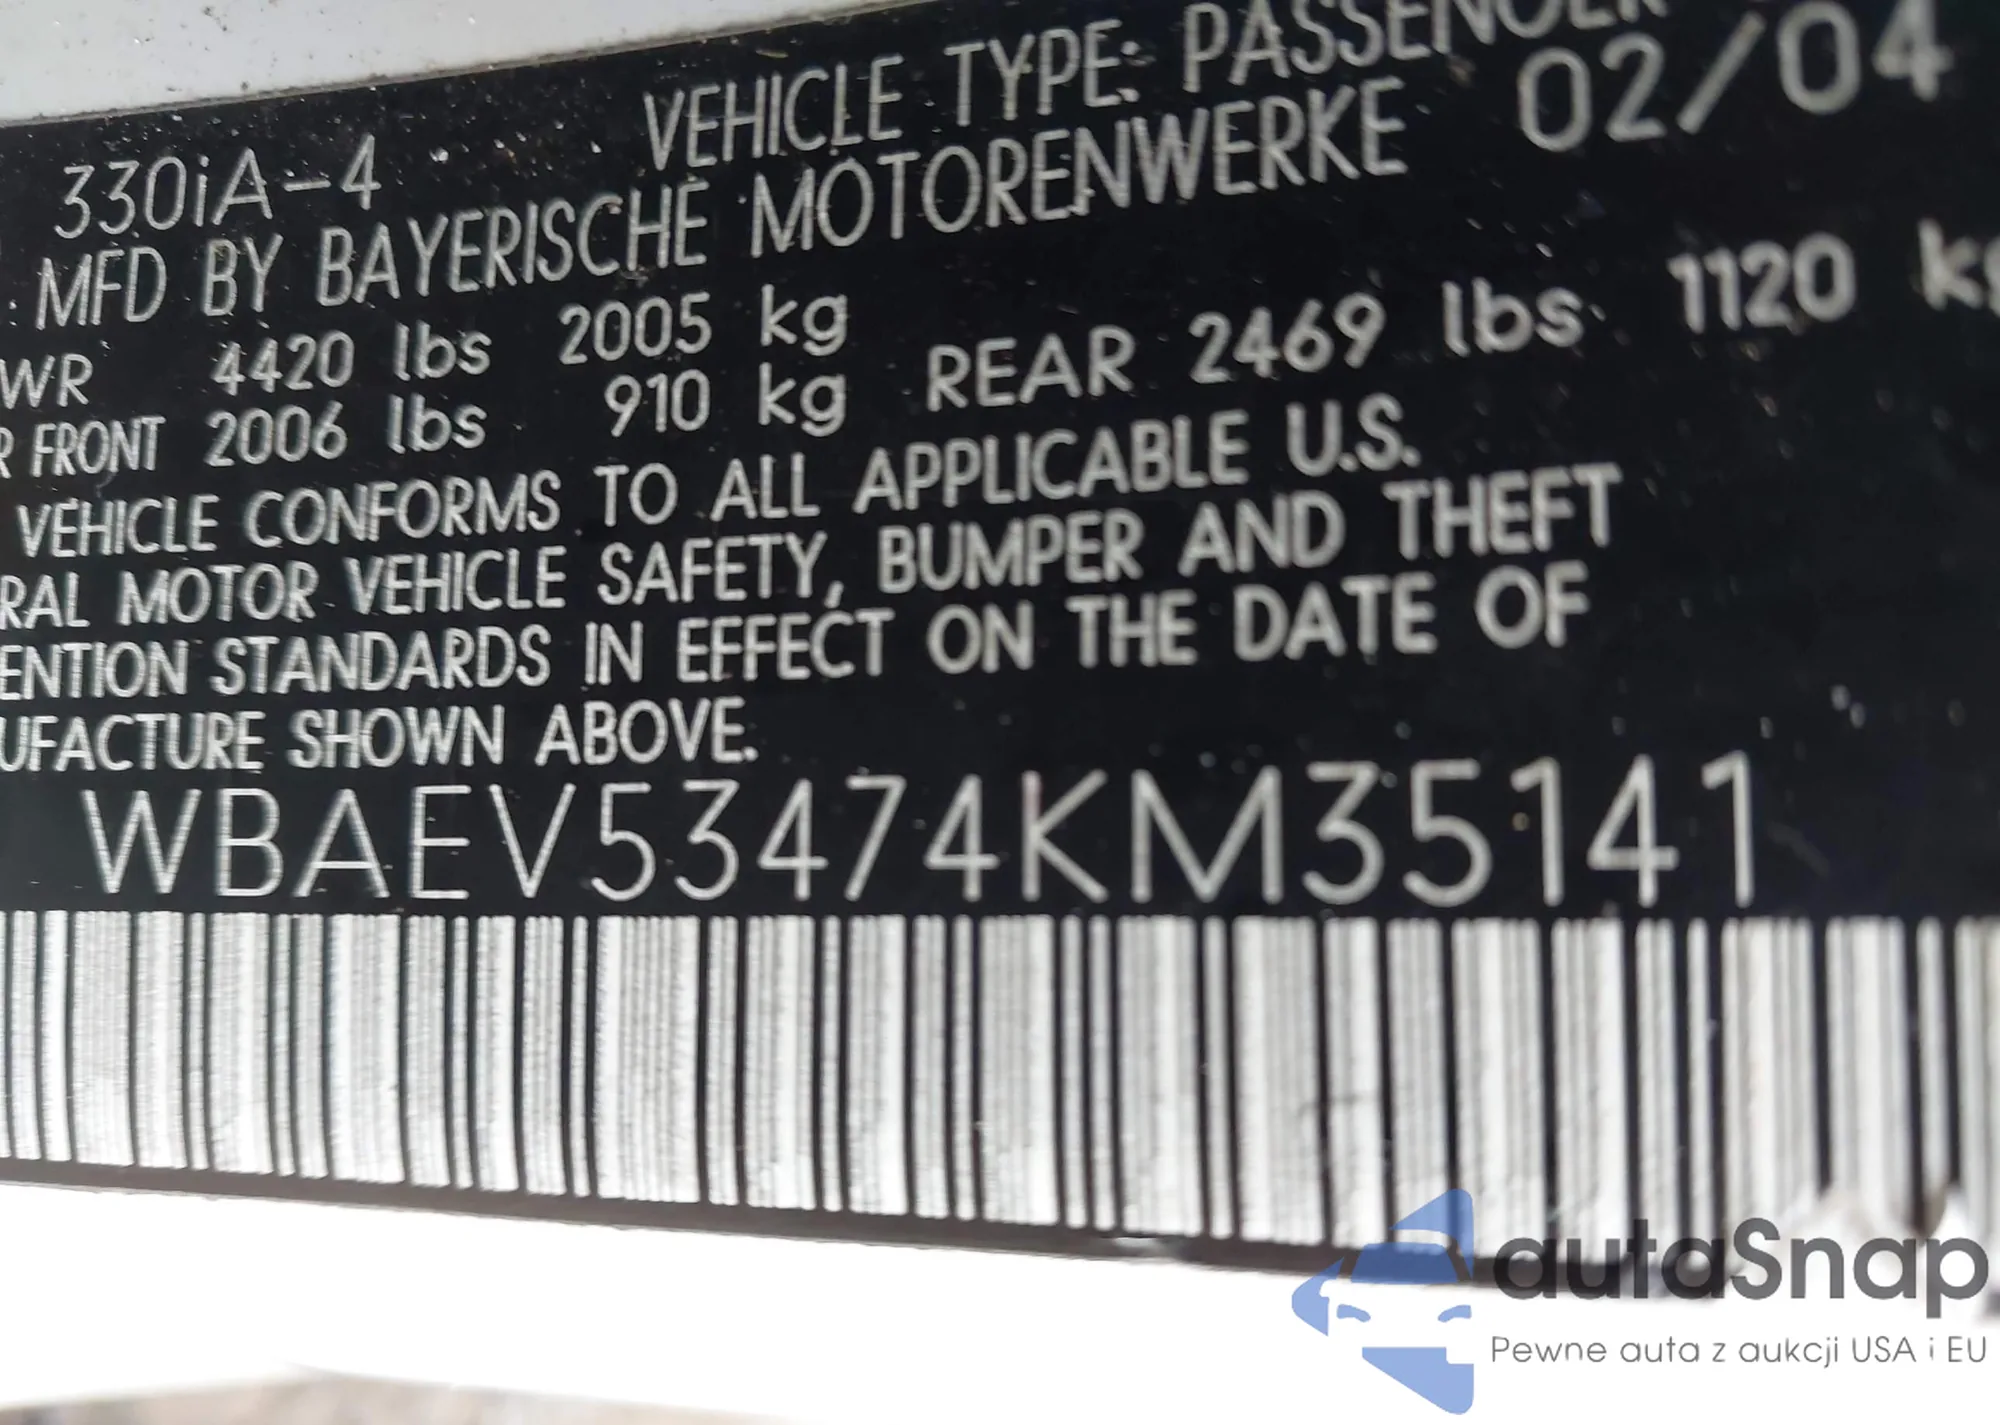 VEHICLE TYPE: PASSENGER
330iA-4
02/04
MFD BY BAYERISCHE MOTORENWERKE
WR 4420 lbs 2005 kg
R FRONT 2006 lbs 910 kg REAR 2469 lbs 1120 kg
VEHICLE CONFORMS TO ALL APPLICABLE U.S.
RAL MOTOR VEHICLE SAFETY, BUMPER AND THEFT
ENTION STANDARDS IN EFFECT ON THE DATE OF
UFACTURE SHOWN ABOVE.
WBAEV53474KM35141
autaSnap
Pewne auta z aukcji USA i EU